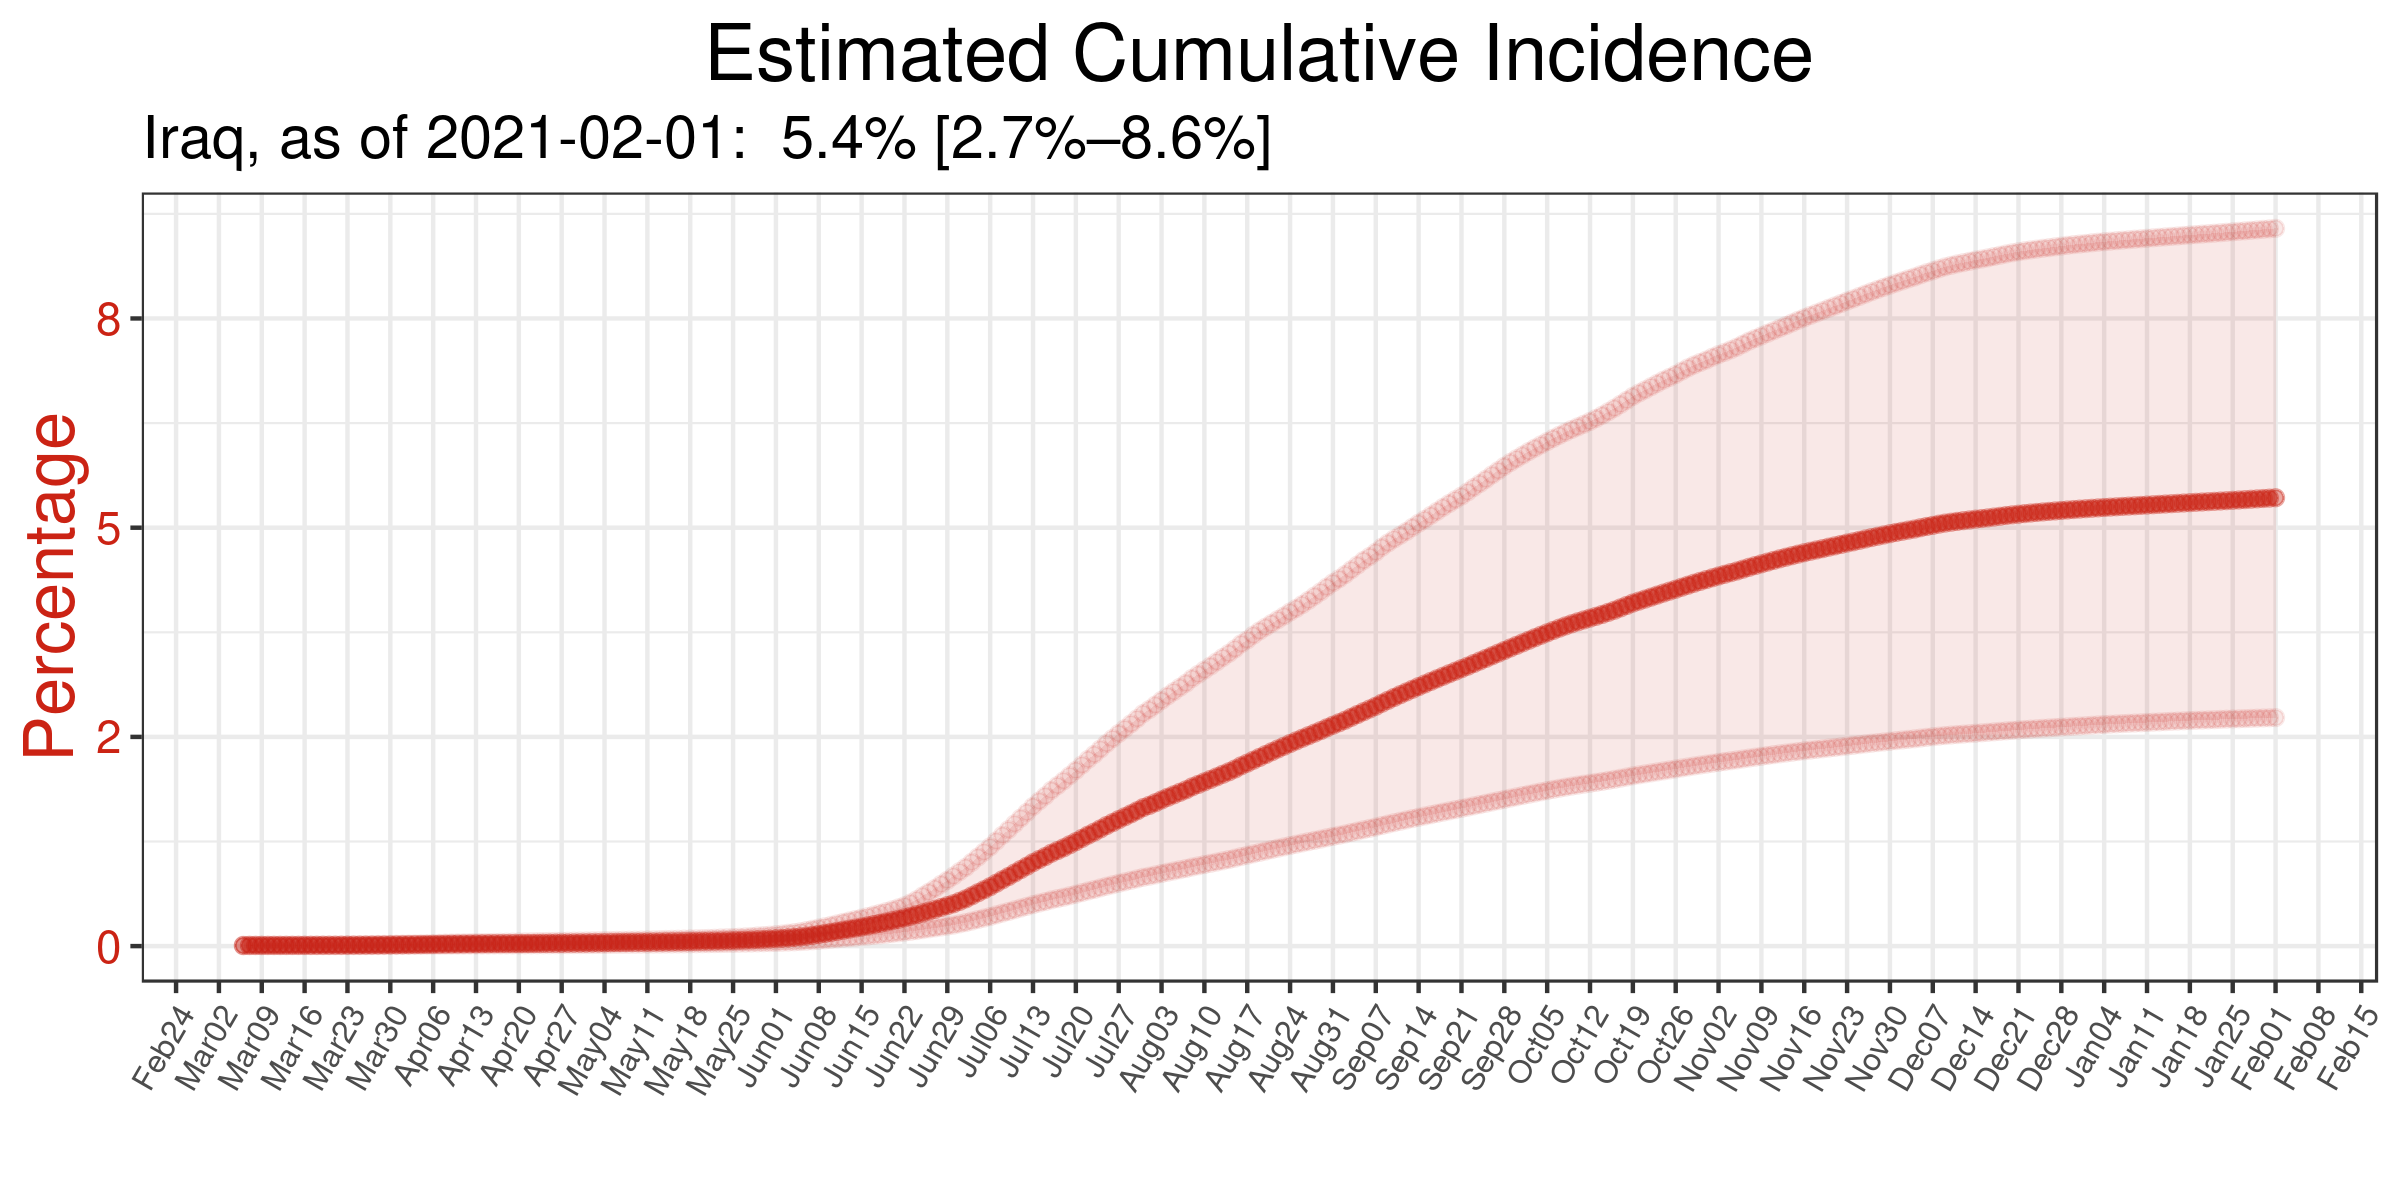 Estimated Cumulative Incidence
Iraq, as of 2021-02-01:  5.4% [2.7%–8.6%]
Percentage
8
5
2
0
Feb24
Mar02
Mar09
Mar16
Mar23
Mar30
Apr06
Apr13
Apr20
Apr27
May04
May11
May18
May25
Jun01
Jun08
Jun15
Jun22
Jun29
Jul06
Jul13
Jul20
Jul27
Aug03
Aug10
Aug17
Aug24
Aug31
Sep07
Sep14
Sep21
Sep28
Oct05
Oct12
Oct19
Oct26
Nov02
Nov09
Nov16
Nov23
Nov30
Dec07
Dec14
Dec21
Dec28
Jan04
Jan11
Jan18
Jan25
Feb01
Feb08
Feb15